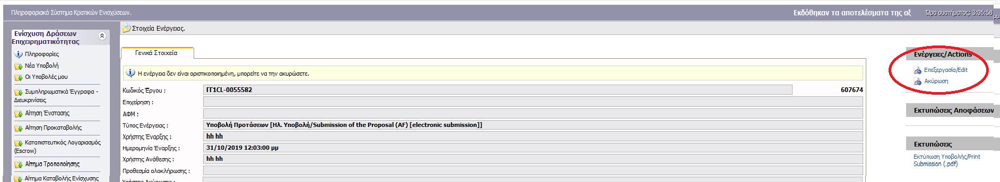 Πληροφοριακό Σύστημα Κρατικών Ενισχύσεων.
Εκδόθηκαν τα αποτελέσματα της αξ
Ώρα συστήματος: 3:06:58
μμ
Ενίσχυση Δράσεων
Επιχειρηματικότητας
Πληροφορίες
Νέα Υποβολή
Οι Υποβολές μου
Συμπληρωματικά Έγγραφα -
Διευκρινίσεις
Αίτηση Ένστασης
Αίτηση Προκαταβολής
Καταπιστευτικός Λογαριασμός
(Escrow)
Αίτημα Τροποποίησης
Αίτημα Καταβολής Ενίσχυσης
Στοιχεία Ενέργειας.
Γενικά Στοιχεία
Η ενέργεια δεν είναι οριστικοποιημένη, μπορείτε να την ακυρώσετε.
Κωδικός Έργου : ΓΓ1CL-0055582 607674
Επιχείρηση :
ΑΦΜ :
Τύπος Ενέργειας : Υποβολή Προτάσεων [Ηλ. Υποβολή/Submission of the Proposal (AF) [electronic submission]]
Χρήστης Έναρξης : hh hh
Ημερομηνία Έναρξης : 31/10/2019 12:03:00 μμ
Χρήστης Ανάθεσης : hh hh
Προθεσμία ολοκλήρωσης :
Χρήστης Ακύρωσης :
Ενέργειες/Actions
Επεξεργασία/Edit
Ακύρωση
Εκτυπώσεις Αποφάσεων
Εκτυπώσεις
Εκτύπωση Υποβολής/Print
Submission (.pdf)